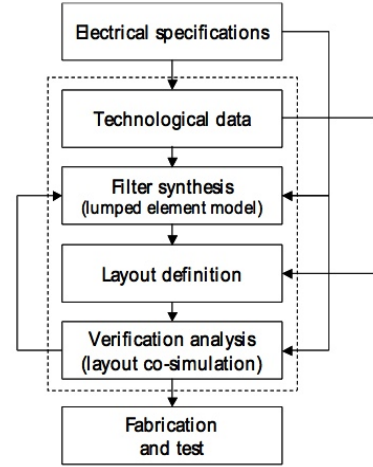 Electrical specifications
Technological data
Filter synthesis
(lumped element model)
Layout definition
Verification analysis
(layout co-simulation)
Fabrication
and test